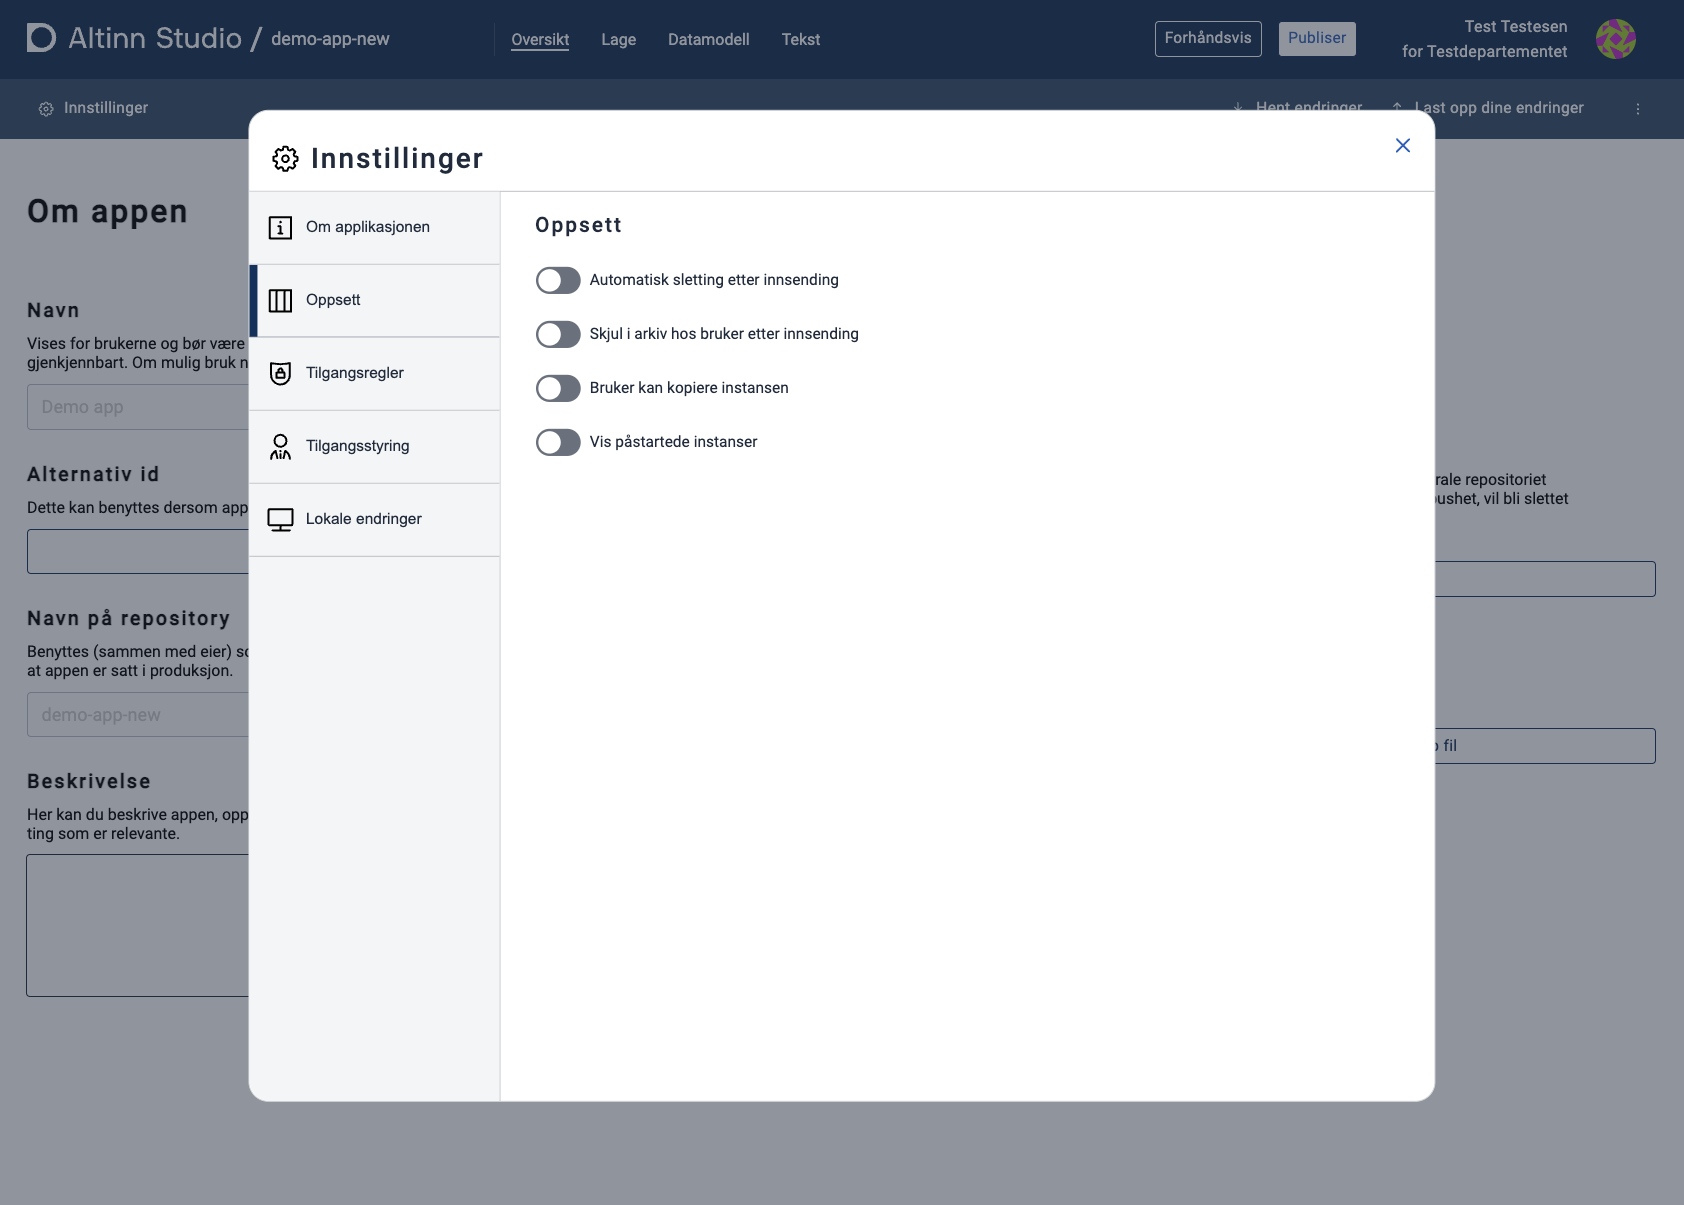 Altinn Studio / demo-app-new
Oversikt
Lage
Datamodell
Tekst
Forhåndsvis
Publiser
Test Testesen
for Testdepartementet
Innstillinger
Hent endringer
Last opp dine endringer
Om appen
Navn
Vises for brukerne og bør være
gjenkjennbart. Om mulig bruk
Demo app
Alternativ id
Dette kan benyttes dersom
Navn på repository
Benyttes (sammen med eier)
at appen er satt i produksjon.
demo-app-new
Beskrivelse
Her kan du beskrive appen,
ting som er relevante.
Innstillinger
Om applikasjonen
Oppsett
Tilgangsregler
Tilgangsstyring
Lokale endringer
Oppsett
Automatisk sletting etter innsending
Skjul i arkiv hos bruker etter innsending
Bruker kan kopiere instansen
Vis påstartede instanser
repositoriet
vil bli slettet
fil